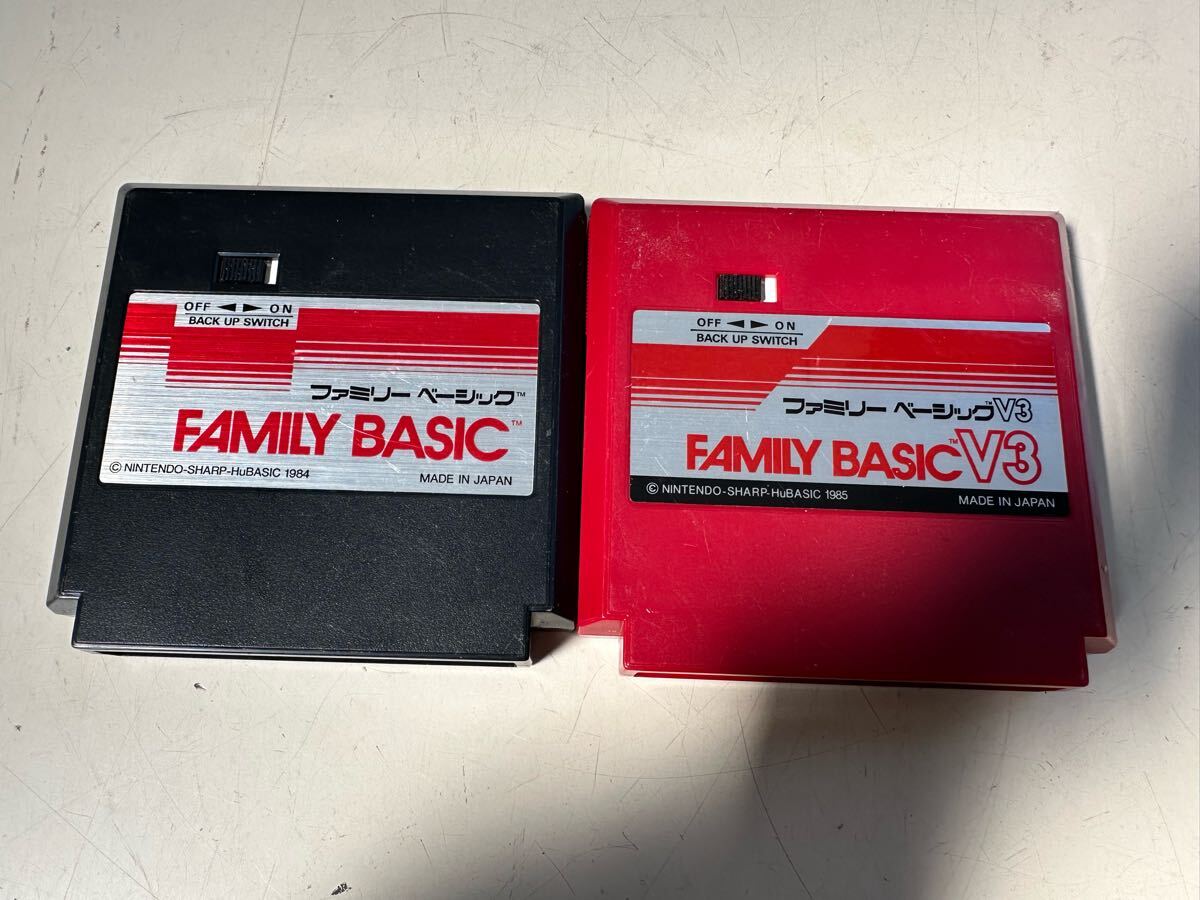 OFF ◄► ON
BACK UP SWITCH
ファミリー ベーシック™
FAMILY BASIC™
© NINTENDO-SHARP-HuBASIC 1984
MADE IN JAPAN
OFF ◄► ON
BACK UP SWITCH
ファミリー ベーシック™V3
FAMILY BASIC™V3
© NINTENDO-SHARP-HuBASIC 1985
MADE IN JAPAN